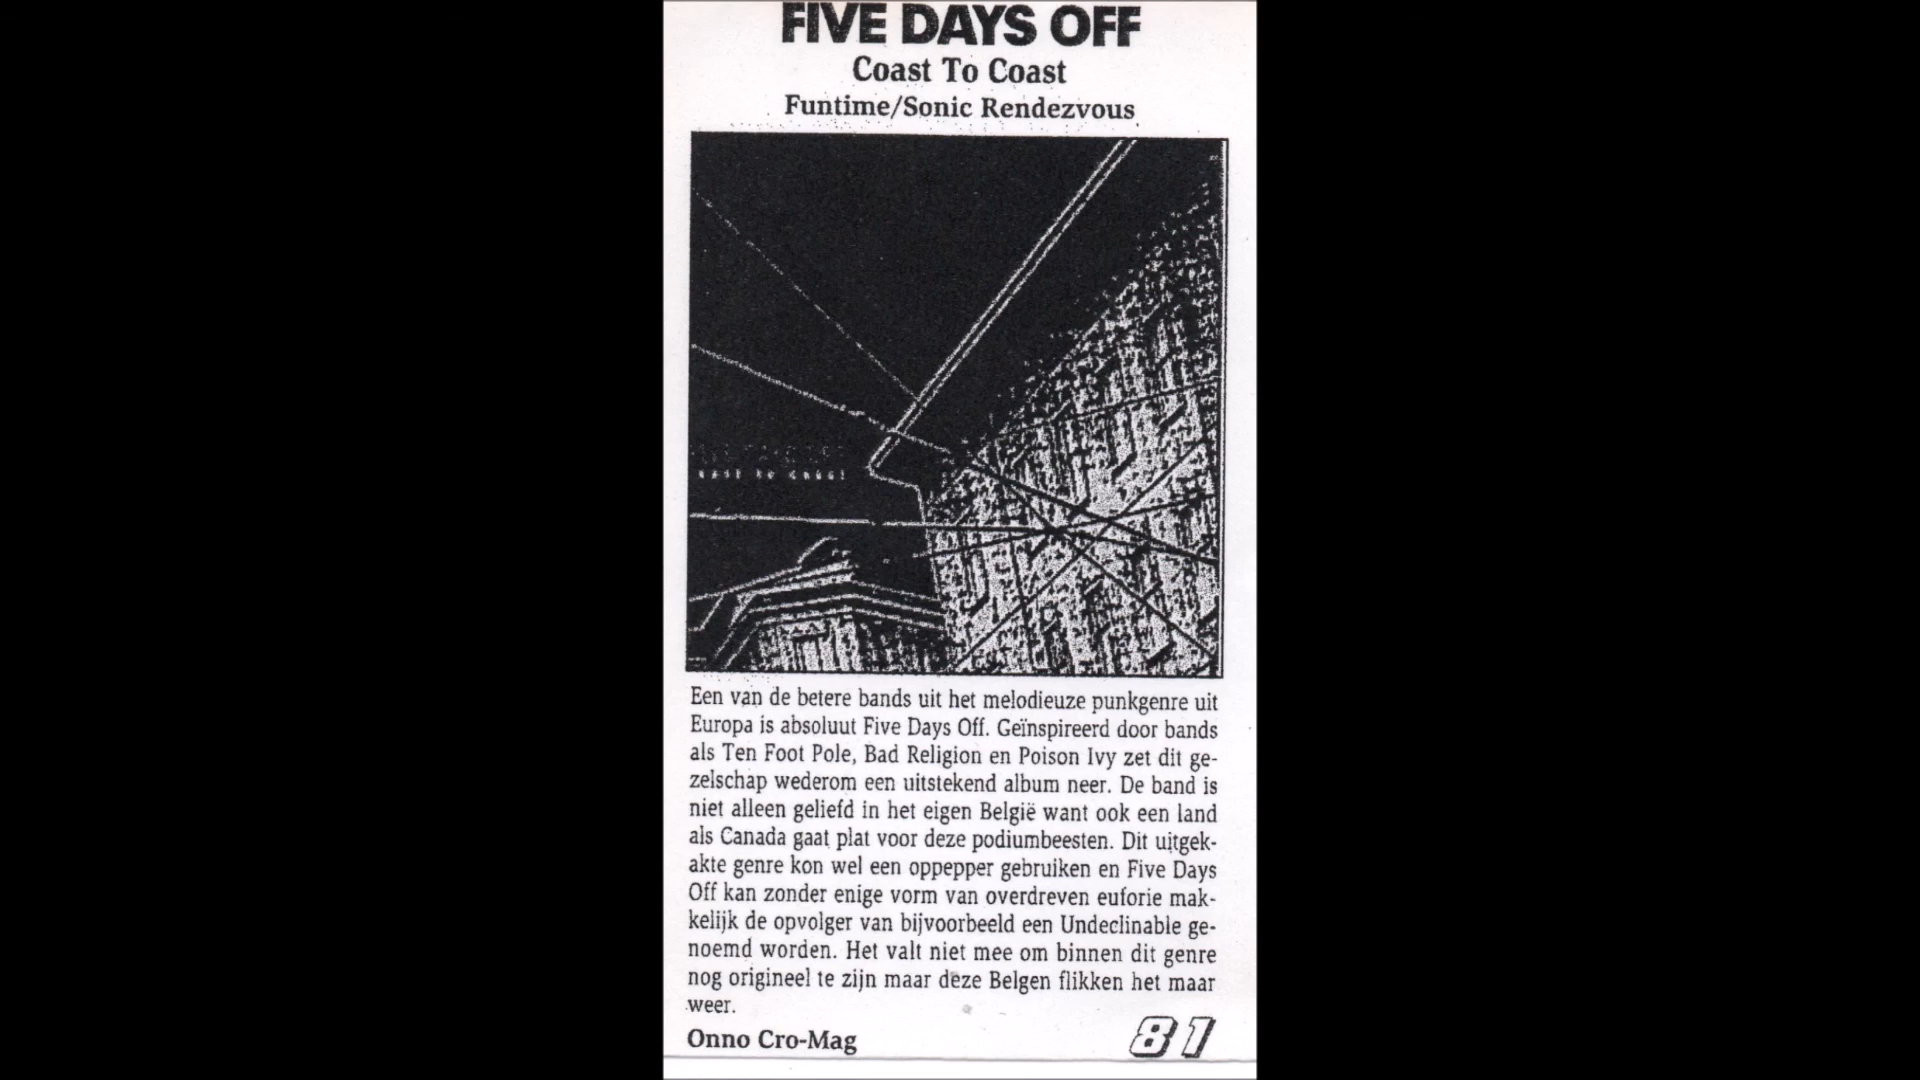 FIVE DAYS OFF
Coast To Coast
Funtime/Sonic Rendezvous
Een van de betere bands uit het melodieuze punkgenre uit
Europa is absoluut Five Days Off. Geïnspireerd door bands
als Ten Foot Pole, Bad Religion en Poison Ivy zet dit ge-
zelschap wederom een uitstekend album neer. De band is
niet alleen geliefd in het eigen België want ook een land
als Canada gaat plat voor deze podiumbeesten. Dit uitgek-
akte genre kon wel een oppepper gebruiken en Five Days
Off kan zonder enige vorm van overdreven euforie mak-
kelijk de opvolger van bijvoorbeeld een Undeclinable ge-
noemd worden. Het valt niet mee om binnen dit genre
nog origineel te zijn maar deze Belgen flikken het maar
weer.
Onno Cro-Mag
81